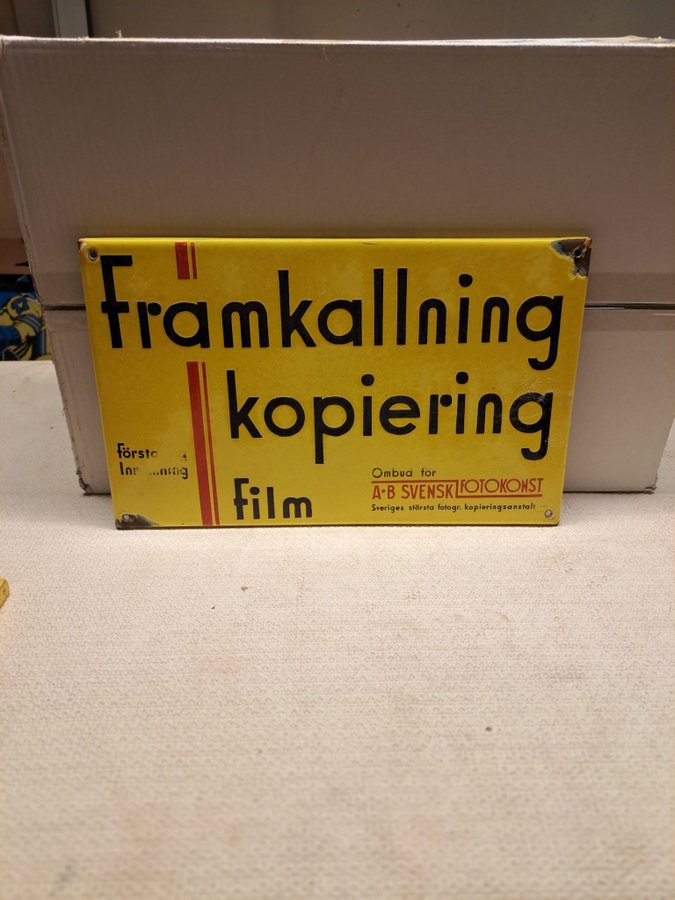 Framkallning
kopiering
film
Ombud för
A-B SVENSK FOTOKONST
Sveriges största fotogr. kopieringsanstalt